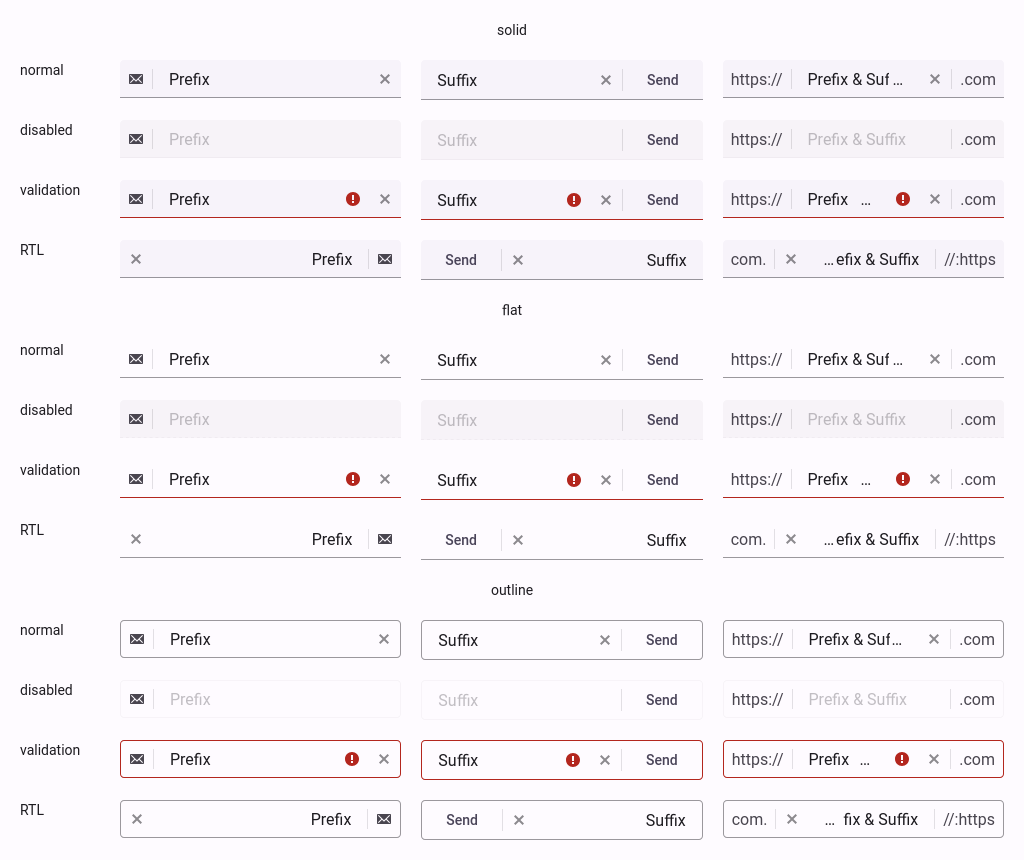 solid
normal Prefix Suffix Send https:// Prefix & Suf ... .com
disabled Prefix Suffix Send https:// Prefix & Suffix .com
validation Prefix Suffix Send https:// Prefix ... .com
RTL Prefix Send Suffix com. ...efix & Suffix //:https
flat
normal Prefix Suffix Send https:// Prefix & Suf ... .com
disabled Prefix Suffix Send https:// Prefix & Suffix .com
validation Prefix Suffix Send https:// Prefix ... .com
RTL Prefix Send Suffix com. ...efix & Suffix //:https
outline
normal Prefix Suffix Send https:// Prefix & Suf... .com
disabled Prefix Suffix Send https:// Prefix & Suffix .com
validation Prefix Suffix Send https:// Prefix ... .com
RTL Prefix Send Suffix com. ... fix & Suffix //:https